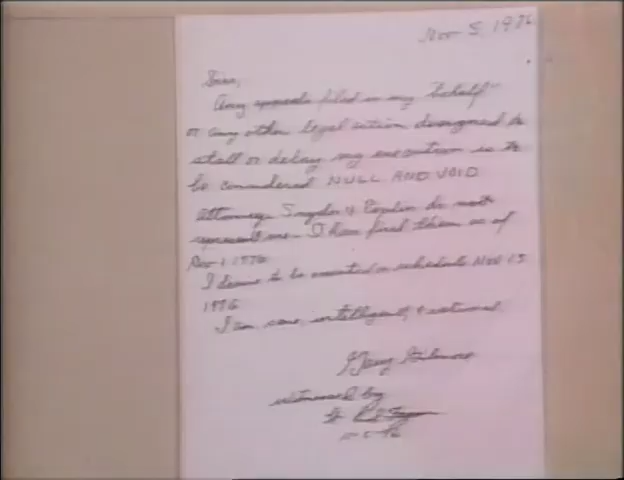 Nov 5, 1976
Sirs,
Any appeals filed in my "behalf"
or any other legal action designed to
stall or delay my execution is to
be considered NULL AND VOID
Attorneys Snyder & Esplin do not
represent me. I have fired them as of
Nov 1 1976
I desire to be executed on schedule Nov 15
1976
I am sane, intelligent, & rational.
Gary Gilmore
witnessed by
11-5-76